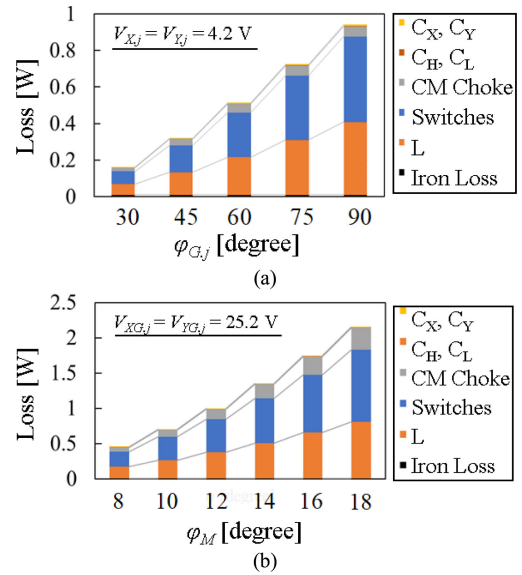 V_{X,j} = V_{Y,j} = 4.2 V
Loss [W]
1
0.8
0.6
0.4
0.2
0
30 45 60 75 90
φ_{G,j} [degree]
C_X, C_Y
C_H, C_L
CM Choke
Switches
L
Iron Loss
(a)
V_{XG,j} = V_{YG,j} = 25.2 V
Loss [W]
2.5
2
1.5
1
0.5
0
8 10 12 14 16 18
φ_M [degree]
C_X, C_Y
C_H, C_L
CM Choke
Switches
L
Iron Loss
(b)